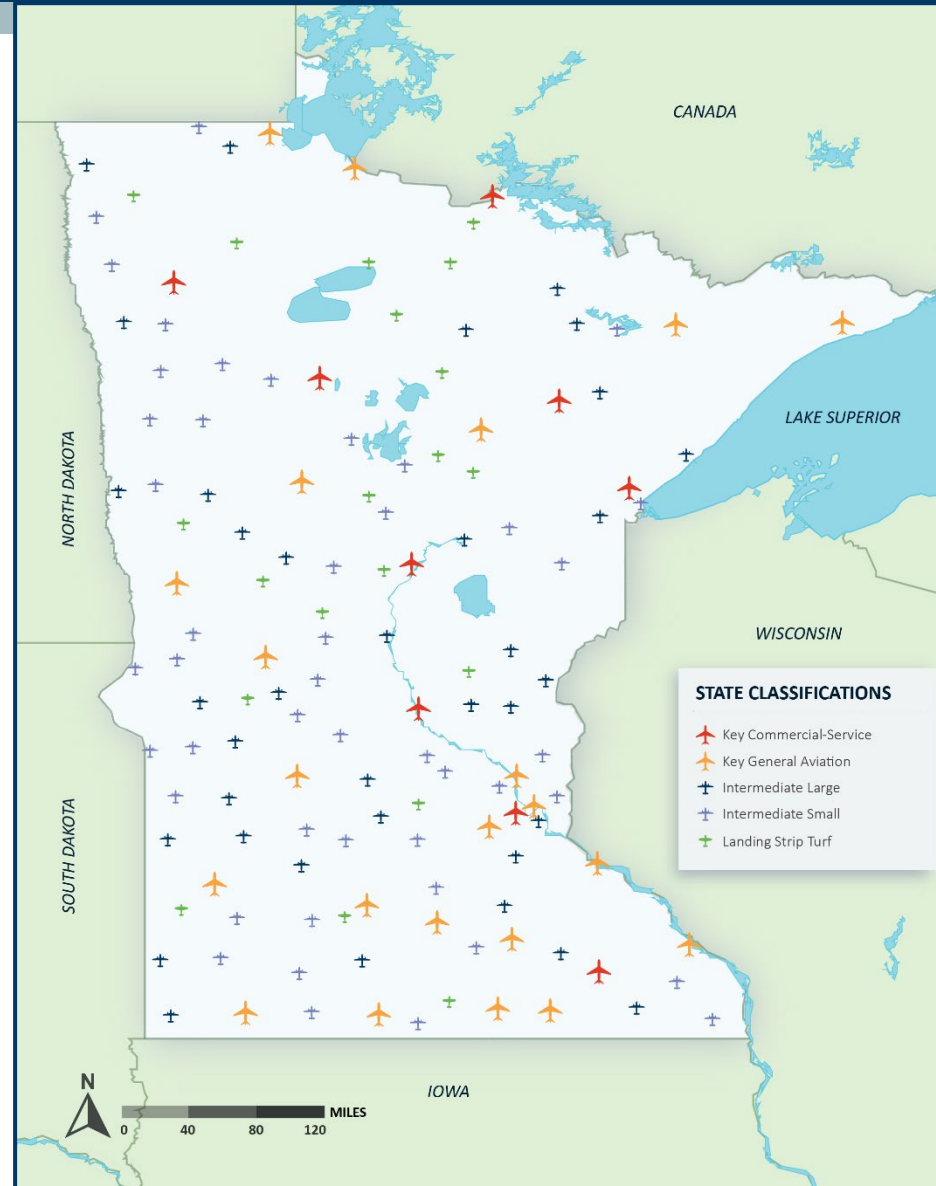 CANADA
NORTH DAKOTA
LAKE SUPERIOR
WISCONSIN
SOUTH DAKOTA
STATE CLASSIFICATIONS
Key Commercial-Service
Key General Aviation
Intermediate Large
Intermediate Small
Landing Strip Turf
IOWA
N
MILES
0 40 80 120